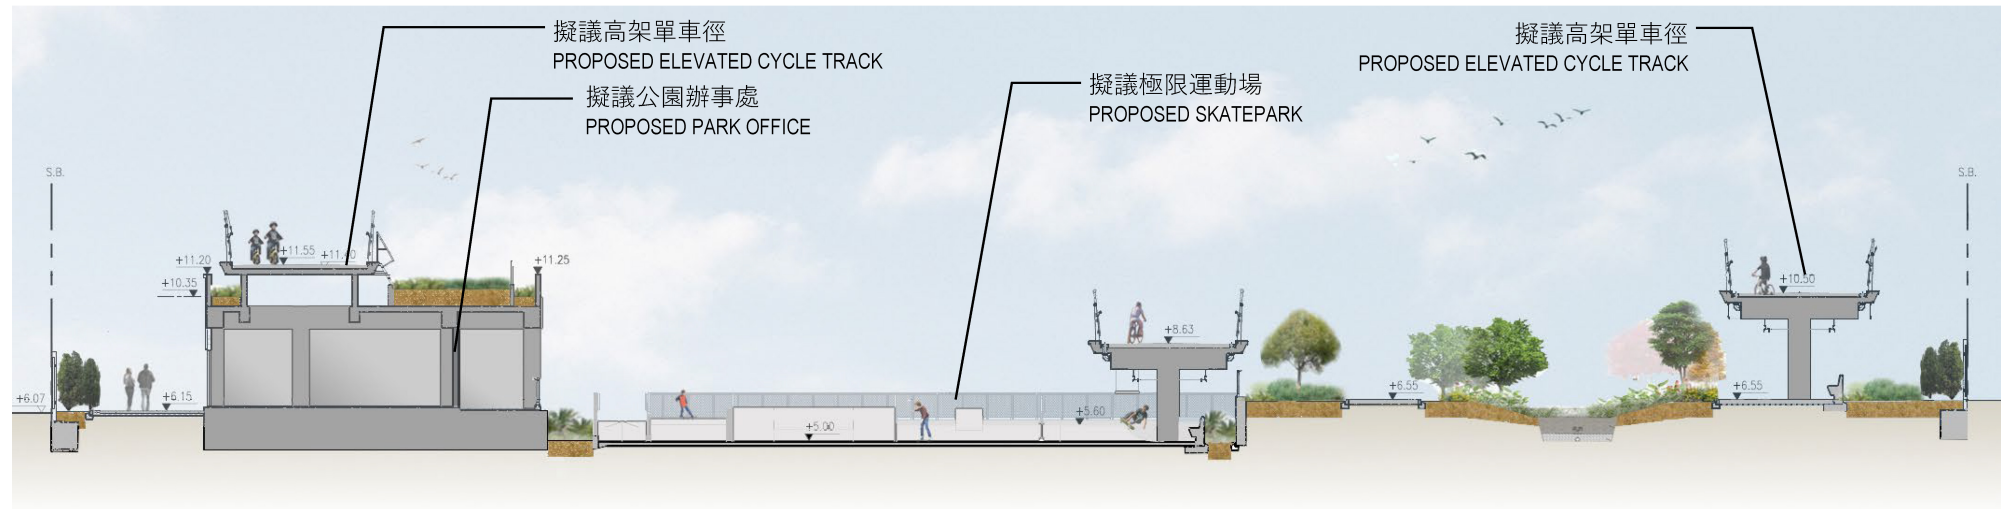 擬議高架單車徑
PROPOSED ELEVATED CYCLE TRACK
擬議公園辦事處
PROPOSED PARK OFFICE
擬議極限運動場
PROPOSED SKATEPARK
擬議高架單車徑
PROPOSED ELEVATED CYCLE TRACK
S.B.
S.B.
+11.55
+11.40
+11.20
+11.25
+10.35
+10.50
+8.63
+6.07
+6.15
+6.55
+6.55
+5.60
+5.00